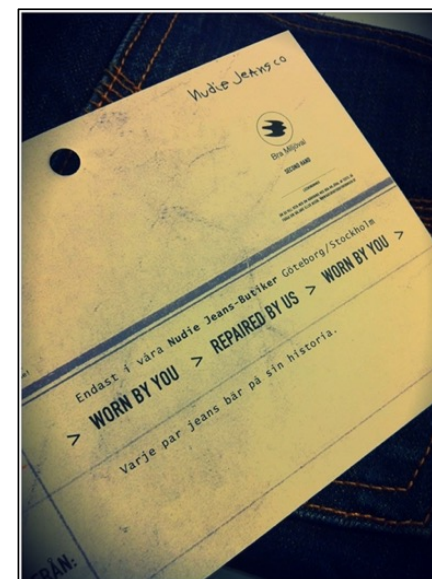 Nudie Jeans co
Bra Miljöval
SECOND HAND
Endast i våra Nudie Jeans-Butiker Göteborg/Stockholm
> WORN BY YOU > REPAIRED BY US > WORN BY YOU >
Varje par jeans bär på sin historia.
FRÅN: